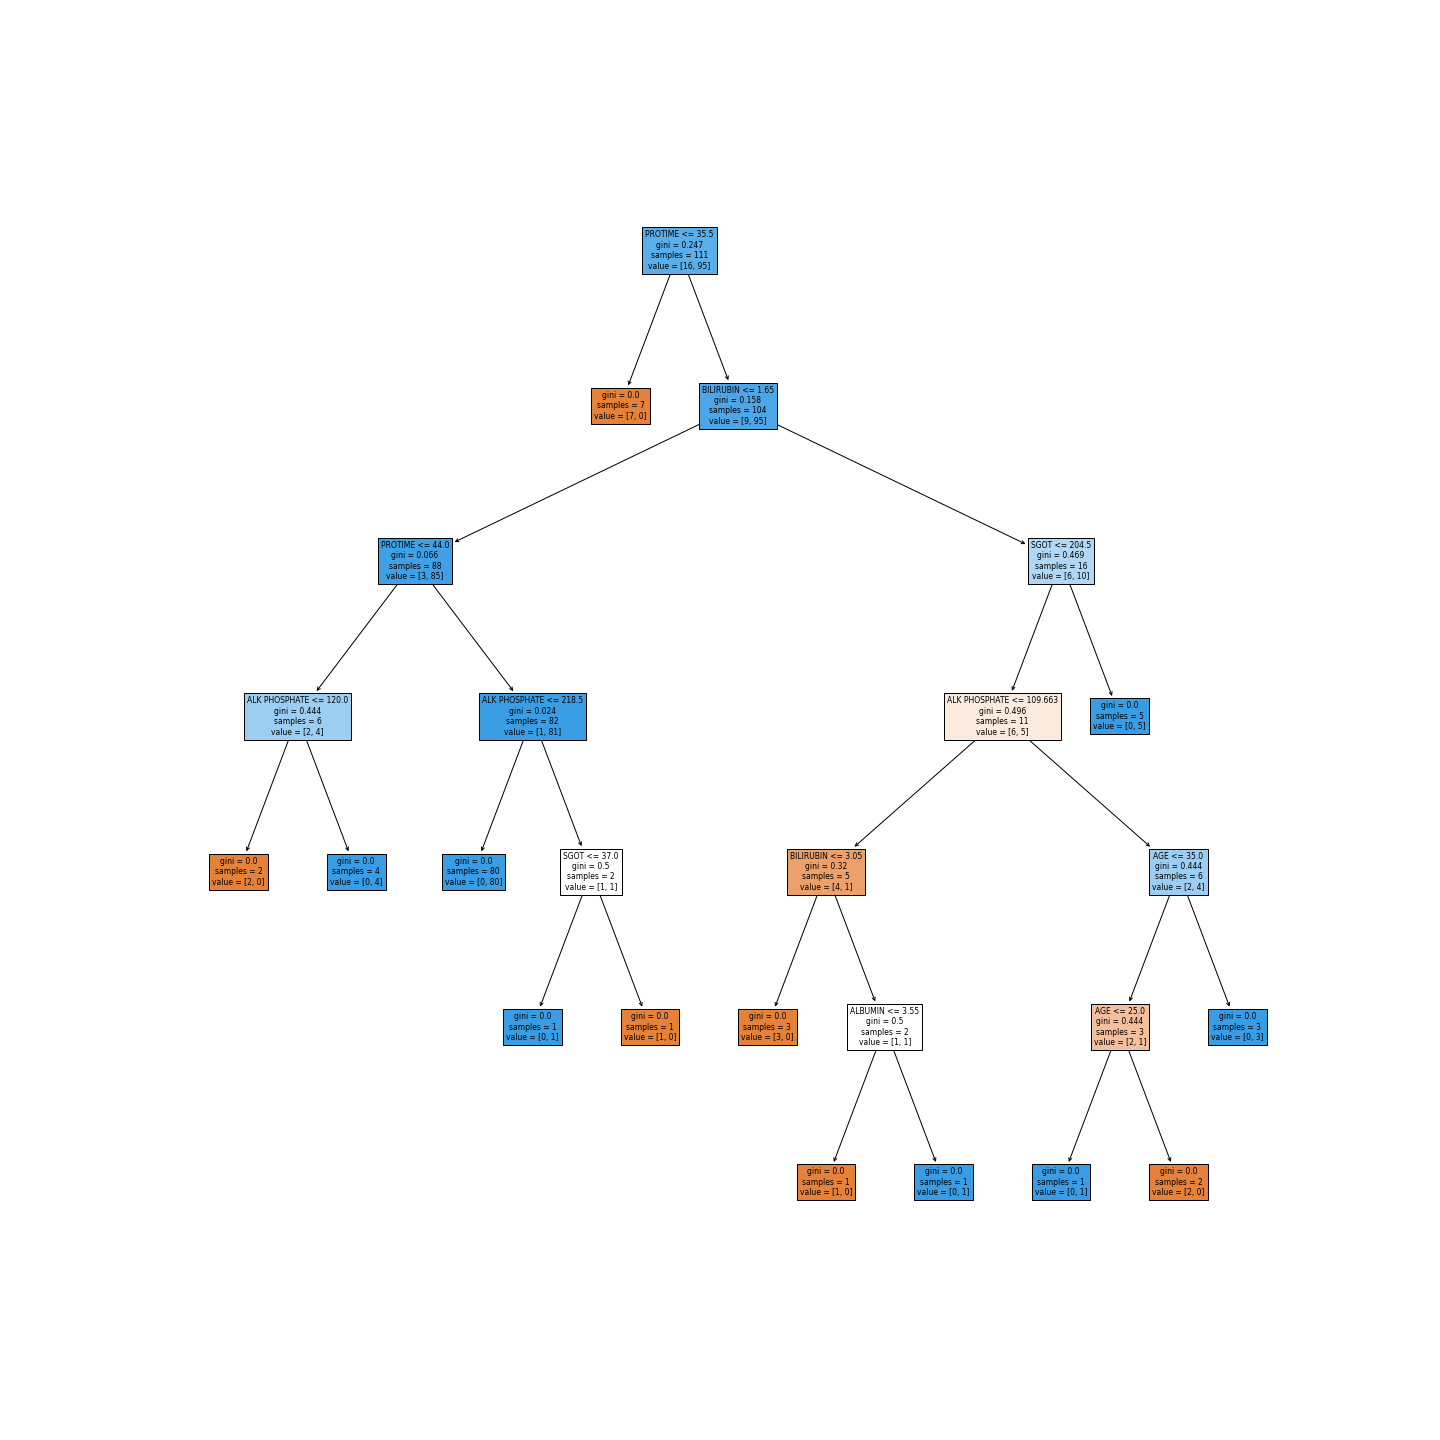 PROTIME <= 35.5
gini = 0.247
samples = 111
value = [16, 95]
gini = 0.0
samples = 7
value = [7, 0]
BILIRUBIN <= 1.65
gini = 0.158
samples = 104
value = [9, 95]
PROTIME <= 44.0
gini = 0.066
samples = 88
value = [3, 85]
SGOT <= 204.5
gini = 0.469
samples = 16
value = [6, 10]
ALK PHOSPHATE <= 120.0
gini = 0.444
samples = 6
value = [2, 4]
ALK PHOSPHATE <= 218.5
gini = 0.024
samples = 82
value = [1, 81]
ALK PHOSPHATE <= 109.663
gini = 0.496
samples = 11
value = [6, 5]
gini = 0.0
samples = 5
value = [0, 5]
gini = 0.0
samples = 2
value = [2, 0]
gini = 0.0
samples = 4
value = [0, 4]
gini = 0.0
samples = 80
value = [0, 80]
SGOT <= 37.0
gini = 0.5
samples = 2
value = [1, 1]
BILIRUBIN <= 3.05
gini = 0.32
samples = 5
value = [4, 1]
AGE <= 35.0
gini = 0.444
samples = 6
value = [2, 4]
gini = 0.0
samples = 1
value = [0, 1]
gini = 0.0
samples = 1
value = [1, 0]
gini = 0.0
samples = 3
value = [3, 0]
ALBUMIN <= 3.55
gini = 0.5
samples = 2
value = [1, 1]
AGE <= 25.0
gini = 0.444
samples = 3
value = [2, 1]
gini = 0.0
samples = 3
value = [0, 3]
gini = 0.0
samples = 1
value = [1, 0]
gini = 0.0
samples = 1
value = [0, 1]
gini = 0.0
samples = 1
value = [0, 1]
gini = 0.0
samples = 2
value = [2, 0]